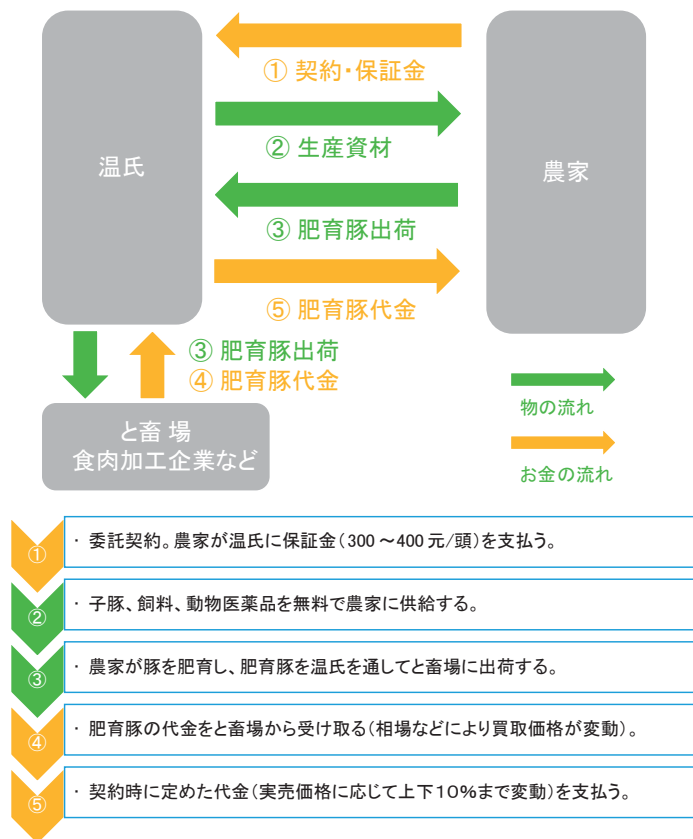 ① 契約・保証金
温氏
② 生産資材
農家
③ 肥育豚出荷
⑤ 肥育豚代金
③ 肥育豚出荷
④ 肥育豚代金
と畜 場
食肉加工企業など
物の流れ
お金の流れ
① ・ 委託契約。農家が温氏に保証金(300～400元/頭)を支払う。
② ・ 子豚、飼料、動物医薬品を無料で農家に供給する。
③ ・ 農家が豚を肥育し、肥育豚を温氏を通してと畜場に出荷する。
④ ・ 肥育豚の代金をと畜場から受け取る(相場などにより買取価格が変動)。
⑤ ・ 契約時に定めた代金(実売価格に応じて上下10％まで変動)を支払う。